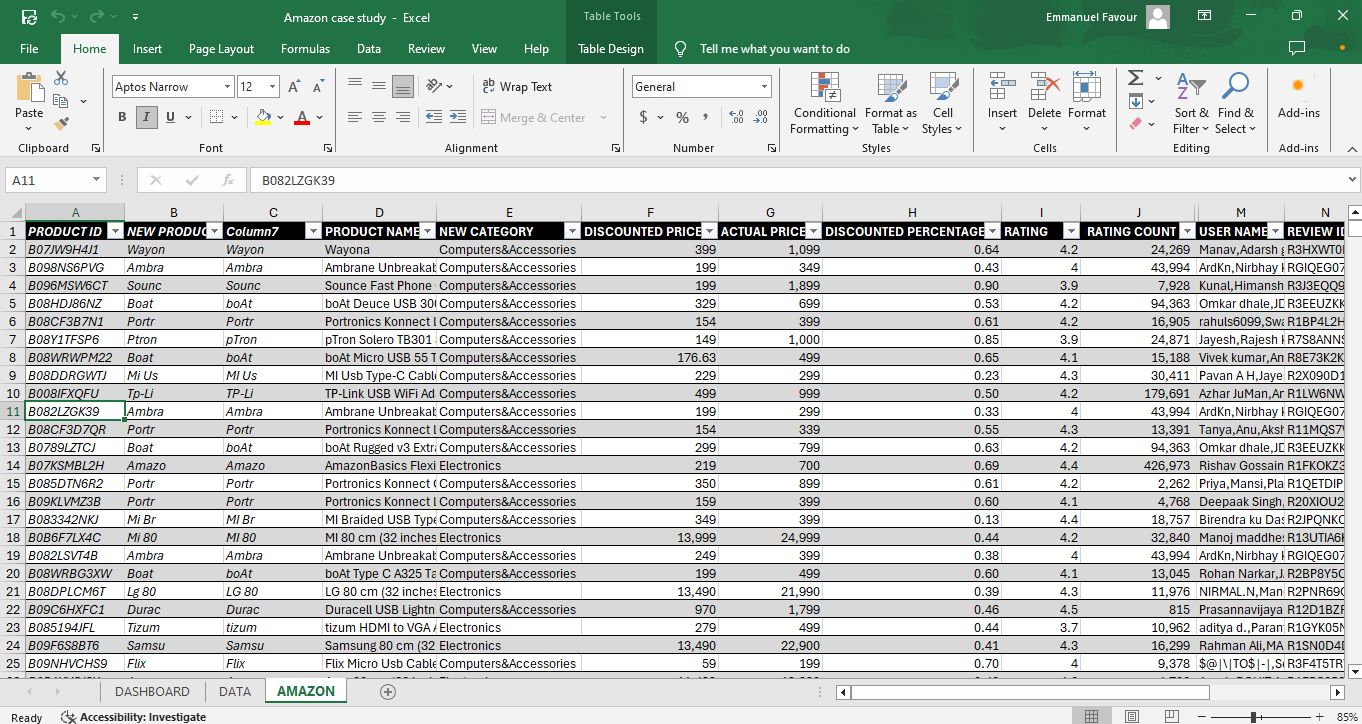 Amazon case study - Excel
Table Tools
Emmanuel Favour
File Home Insert Page Layout Formulas Data Review View Help Table Design Tell me what you want to do
Aptos Narrow 12 Wrap Text General
Paste B I U Merge & Center $ % , Conditional Formatting Format as Table Cell Styles Insert Delete Format Sort & Filter Find & Select Add-ins
Clipboard Font Alignment Number Styles Cells Editing Add-ins
A11 fx B082LZGK39
A B C D E F G H I J M N
1 PRODUCT ID NEW PRODUC Column7 PRODUCT NAME NEW CATEGORY DISCOUNTED PRICE ACTUAL PRICE DISCOUNTED PERCENTAGE RATING RATING COUNT USER NAME REVIEW ID
2 B07JW9H4J1 Wayon Wayon Wayona Computers&Accessories 399 1,099 0.64 4.2 24,269 Manav,Adarsh g R3HXWT0
3 B098NS6PVG Ambra Ambra Ambrane Unbreakab Computers&Accessories 199 349 0.43 4 43,994 ArdKn,Nirbhay RGIQEG07
4 B096MSW6CT Sounc Sounc Sounce Fast Phone Computers&Accessories 199 1,899 0.90 3.9 7,928 Kunal,Himansh R3J3EQQ9
5 B08HDJ86NZ Boat boAt boAt Deuce USB 30 Computers&Accessories 329 699 0.53 4.2 94,363 Omkar dhale,JD R3EEUZKK
6 B08CF3B7N1 Portr Portr Portronics Konnect L Computers&Accessories 154 399 0.61 4.2 16,905 rahuls6099,Swa R1BP4L2H
7 B08Y1TFSP6 Ptron pTron pTron Solero TB301 Computers&Accessories 149 1,000 0.85 3.9 24,871 Jayesh,Rajesh R7S8ANNS
8 B08WRWPM22 Boat boAt boAt Micro USB 55 T Computers&Accessories 176.63 499 0.65 4.1 15,188 Vivek kumar,Am R8E73K2K
9 B08DDRGWTJ Mi Us MI Us MI Usb Type-C Cabl Computers&Accessories 229 299 0.23 4.3 30,411 Pavan A H,Jaye R2X090D1
10 B008IFXQFU Tp-Li TP-Li TP-Link USB WiFi Ad Computers&Accessories 499 999 0.50 4.2 179,691 Azhar JuMan,An R1LW6NW
11 B082LZGK39 Ambra Ambra Ambrane Unbreakab Computers&Accessories 199 299 0.33 4 43,994 ArdKn,Nirbhay RGIQEG07
12 B08CF3D7QR Portr Portr Portronics Konnect L Computers&Accessories 154 339 0.55 4.3 13,391 Tanya,Anu,Aksh R11MQS7
13 B0789LZTCJ Boat boAt boAt Rugged v3 Extr Computers&Accessories 299 799 0.63 4.2 94,363 Omkar dhale,JD R3EEUZKK
14 B07KSMBL2H Amazo Amazo AmazonBasics Flexi Electronics 219 700 0.69 4.4 426,973 Rishav Gossain R1FKOKZ3
15 B085DTN6R2 Portr Portr Portronics Konnect Computers&Accessories 350 899 0.61 4.2 2,262 Priya,Mansi,Pla R1QETDIP
16 B09KLVMZ3B Portr Portr Portronics Konnect L Computers&Accessories 159 399 0.60 4.1 4,768 Deepaak Singh, R20XIOU2
17 B083342NKJ Mi Br MI Br MI Braided USB Type Computers&Accessories 349 399 0.13 4.4 18,757 Birendra ku Das R2JPQNKC
18 B0B6F7LX4C Mi 80 MI 80 MI 80 cm (32 inches Electronics 13,999 24,999 0.44 4.2 32,840 Manoj maddhes R13UTIA6
19 B082LSVT4B Ambra Ambra Ambrane Unbreakab Computers&Accessories 249 399 0.38 4 43,994 ArdKn,Nirbhay RGIQEG07
20 B08WRBG3XW Boat boAt boAt Type C A325 Ta Computers&Accessories 199 499 0.60 4.1 13,045 Rohan Narkar,J R2BP8Y5C
21 B08DPLCM6T Lg 80 LG 80 LG 80 cm (32 inches Electronics 13,490 21,990 0.39 4.3 11,976 NIRMAL.N,Man R2PNR69
22 B09C6HXFC1 Durac Durac Duracell USB Lightn Computers&Accessories 970 1,799 0.46 4.5 815 Prasannavijaya R12D1BZF
23 B085194JFL Tizum tizum tizum HDMI to VGA A Electronics 279 499 0.44 3.7 10,962 aditya d.,Param R1GYK05N
24 B09F6S8BT6 Samsu Samsu Samsung 80 cm (32 Electronics 13,490 22,900 0.41 4.3 16,299 Rahman Ali,MA R1SN0D4
25 B09NHVCHS9 Flix Flix Flix Micro Usb Cable Computers&Accessories 59 199 0.70 4 9,378 $@|\|TO$|-|,S R3F4T5TR
DASHBOARD DATA AMAZON
Ready Accessibility: Investigate 85%